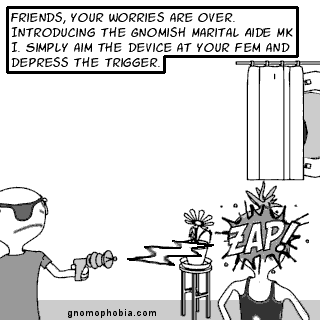 FRIENDS, YOUR WORRIES ARE OVER.
INTRODUCING THE GNOMISH MARITAL AIDE MK
I. SIMPLY AIM THE DEVICE AT YOUR FEM AND
DEPRESS THE TRIGGER.
ZAP!
gnomophobia.com